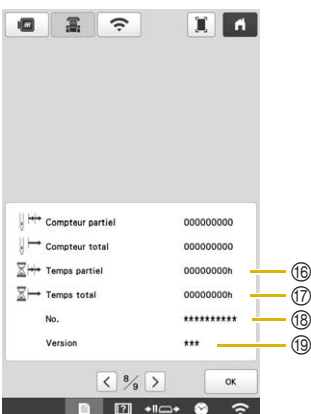 Compteur partiel 000000000
Compteur total 000000000
Temps partiel 00000000h ⑯
Temps total 00000000h ⑰
No. ********** ⑱
Version *** ⑲
8/9 OK